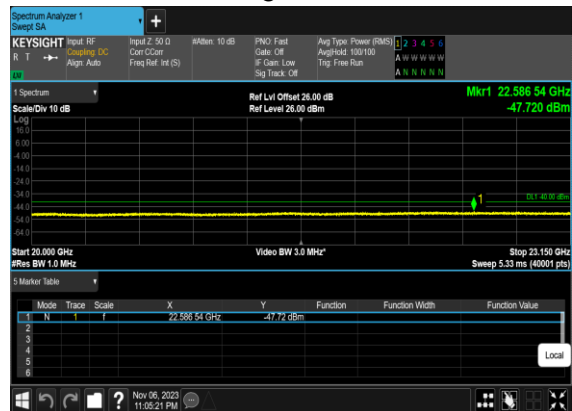 Spectrum Analyzer 1
Swept SA
KEYSIGHT Input: RF Input Z: 50 Ω #Atten: 10 dB PNO: Fast Avg Type: Power (RMS) 1 2 3 4 5 6
R T Coupling: DC Corr CCorr Gate: Off Avg|Hold: 100/100 A W W W W W
Align: Auto Freq Ref: Int (S) IF Gain: Low Trig: Free Run
Sig Track: Off A N N N N N
1 Spectrum Ref Lvl Offset 26.00 dB Mkr1 22.586 54 GHz
Scale/Div 10 dB Ref Level 26.00 dBm -47.720 dBm
Log
16.0
6.00
-4.00
-14.0
-24.0
-34.0
1
-44.0
-54.0
-64.0
Start 20.000 GHz Video BW 3.0 MHz* Stop 23.150 GHz
#Res BW 1.0 MHz Sweep 5.33 ms (40001 pts)
5 Marker Table
Mode Trace Scale X Y Function Function Width Function Value
1 N 1 f 22.586 54 GHz -47.72 dBm
2
3
4
5
6
Local
? Nov 06, 2023
11:05:21 PM